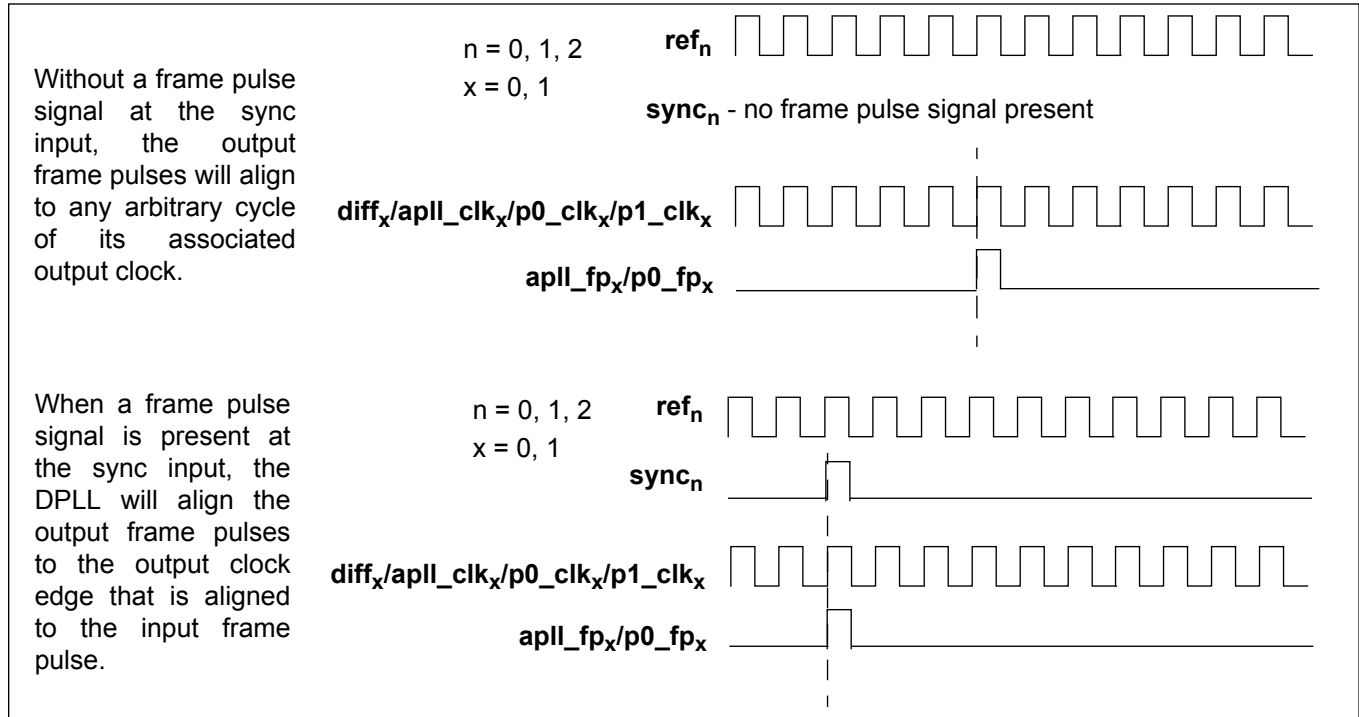 Without a frame pulse
signal at the sync
input, the output
frame pulses will align
to any arbitrary cycle
of its associated
output clock.
n = 0, 1, 2
x = 0, 1
refn
syncn - no frame pulse signal present
diffx/apll_clkx/p0_clkx/p1_clkx
apll_fpx/p0_fpx
When a frame pulse
signal is present at
the sync input, the
DPLL will align the
output frame pulses
to the output clock
edge that is aligned
to the input frame
pulse.
n = 0, 1, 2
x = 0, 1
refn
syncn
diffx/apll_clkx/p0_clkx/p1_clkx
apll_fpx/p0_fpx